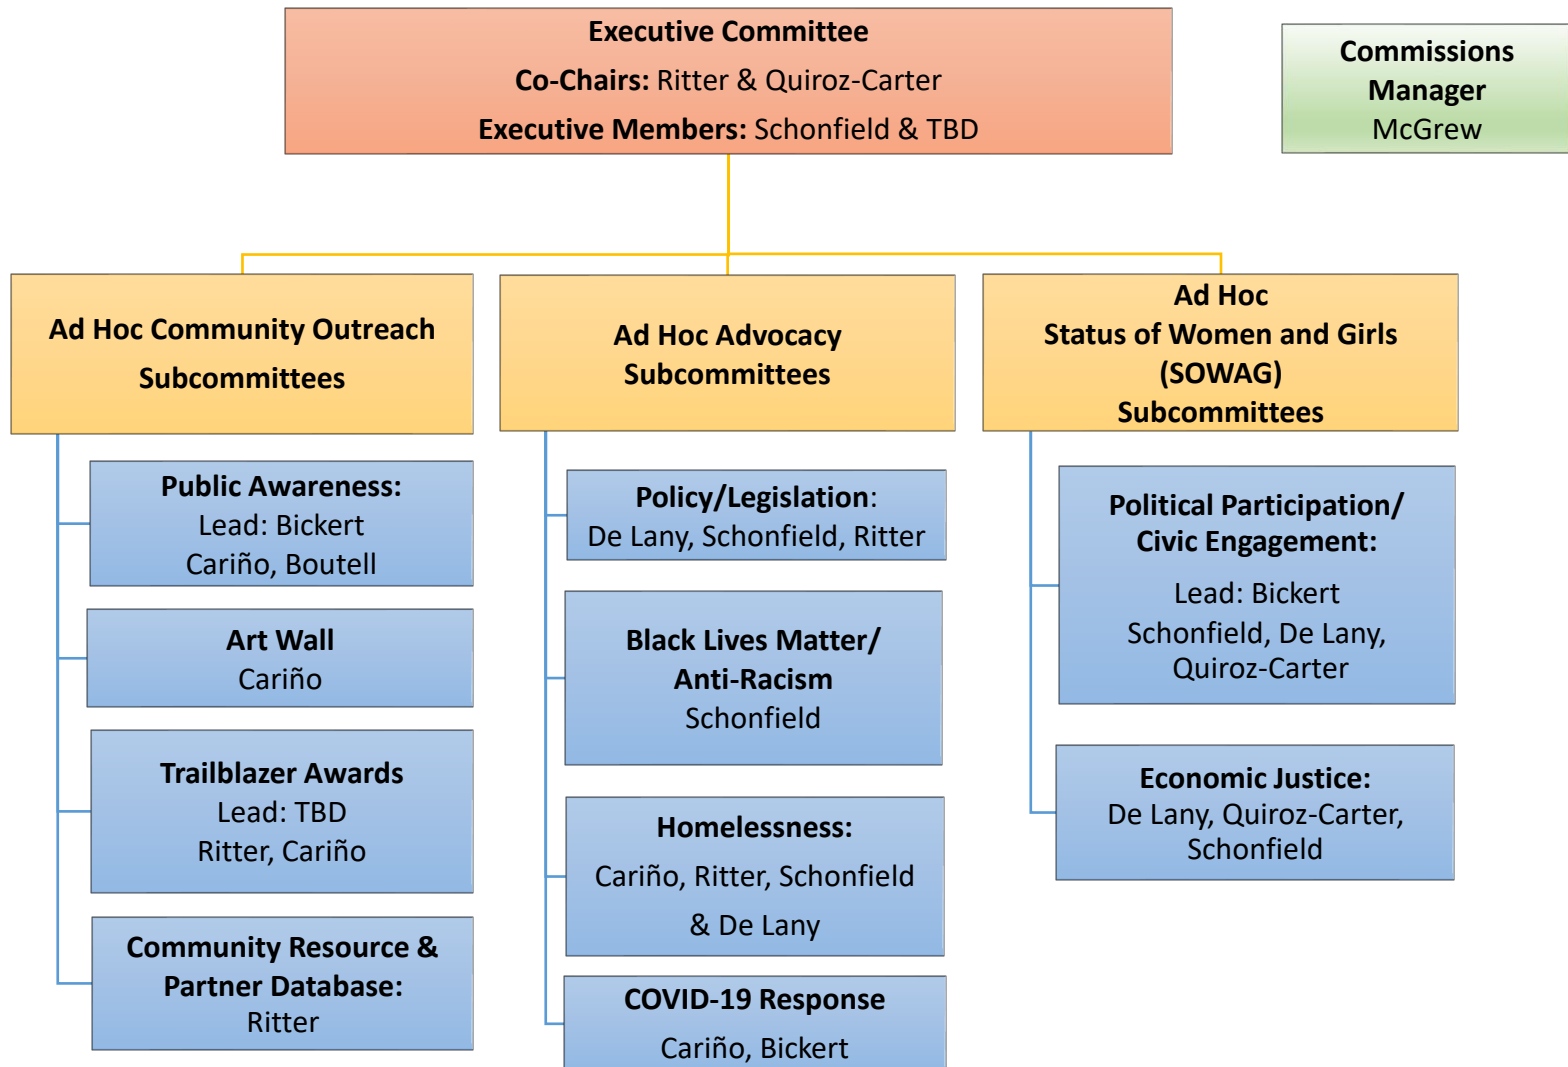 Executive Committee
Co-Chairs: Ritter & Quiroz-Carter
Executive Members: Schonfield & TBD
Commissions
Manager
McGrew
Ad Hoc Community Outreach
Subcommittees
Public Awareness:
Lead: Bickert
Cariño, Boutell
Art Wall
Cariño
Trailblazer Awards
Lead: TBD
Ritter, Cariño
Community Resource &
Partner Database:
Ritter
Ad Hoc Advocacy
Subcommittees
Policy/Legislation:
De Lany, Schonfield, Ritter
Black Lives Matter/
Anti-Racism
Schonfield
Homelessness:
Cariño, Ritter, Schonfield
& De Lany
COVID-19 Response
Cariño, Bickert
Ad Hoc
Status of Women and Girls
(SOWAG)
Subcommittees
Political Participation/
Civic Engagement:
Lead: Bickert
Schonfield, De Lany,
Quiroz-Carter
Economic Justice:
De Lany, Quiroz-Carter,
Schonfield